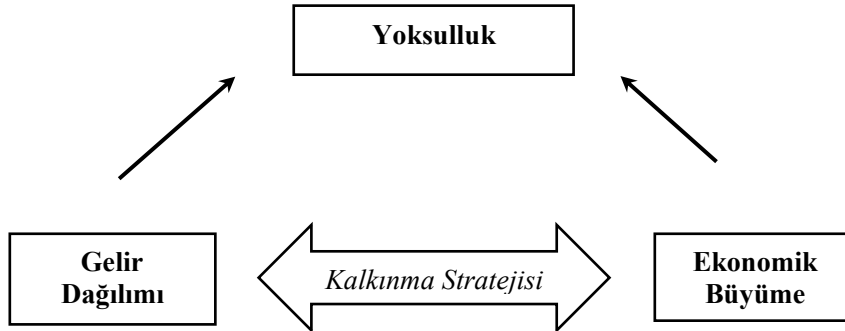 Yoksulluk
Gelir
Dağılımı
Kalkınma Stratejisi
Ekonomik
Büyüme